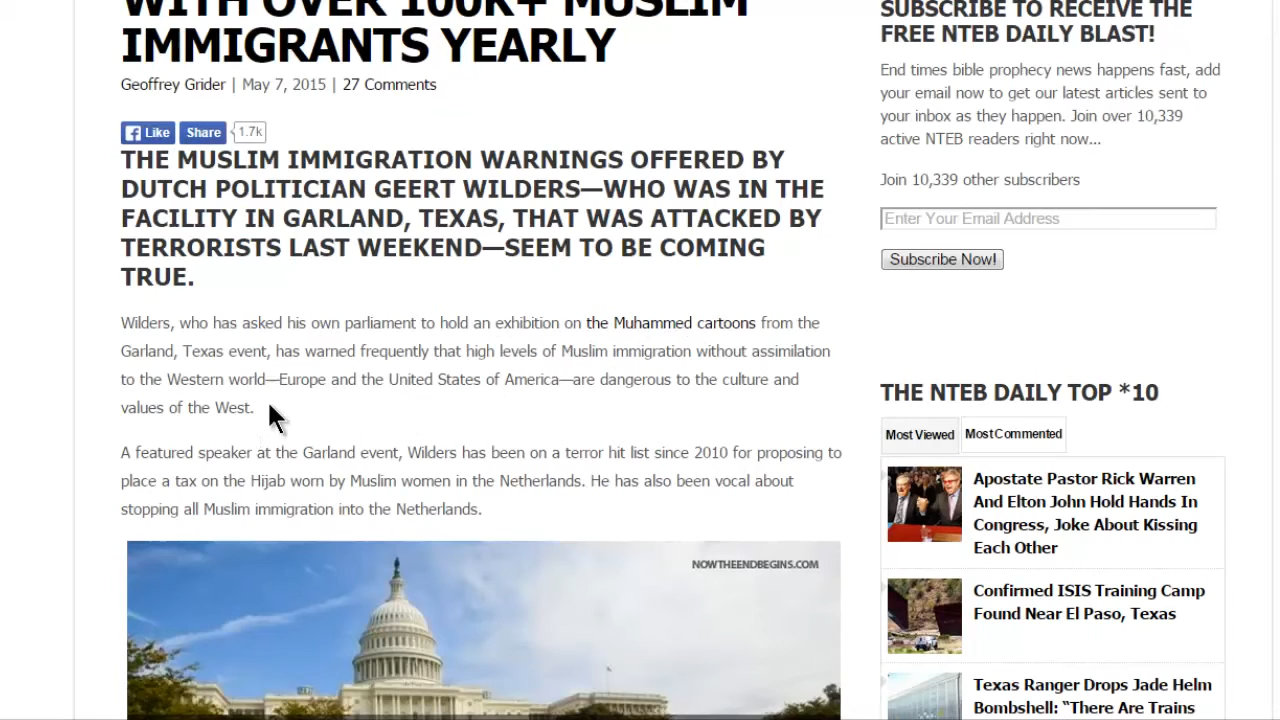 WITH OVER 100K+ MUSLIM
IMMIGRANTS YEARLY
Geoffrey Grider | May 7, 2015 | 27 Comments
Like Share 1.7k
THE MUSLIM IMMIGRATION WARNINGS OFFERED BY
DUTCH POLITICIAN GEERT WILDERS—WHO WAS IN THE
FACILITY IN GARLAND, TEXAS, THAT WAS ATTACKED BY
TERRORISTS LAST WEEKEND—SEEM TO BE COMING
TRUE.
Wilders, who has asked his own parliament to hold an exhibition on the Muhammed cartoons from the
Garland, Texas event, has warned frequently that high levels of Muslim immigration without assimilation
to the Western world—Europe and the United States of America—are dangerous to the culture and
values of the West.
A featured speaker at the Garland event, Wilders has been on a terror hit list since 2010 for proposing to
place a tax on the Hijab worn by Muslim women in the Netherlands. He has also been vocal about
stopping all Muslim immigration into the Netherlands.
NOWTHEENDBEGINS.COM
SUBSCRIBE TO RECEIVE THE
FREE NTEB DAILY BLAST!
End times bible prophecy news happens fast, add
your email now to get our latest articles sent to
your inbox as they happen. Join over 10,339
active NTEB readers right now...
Join 10,339 other subscribers
Enter Your Email Address
Subscribe Now!
THE NTEB DAILY TOP *10
Most Viewed Most Commented
Apostate Pastor Rick Warren
And Elton John Hold Hands In
Congress, Joke About Kissing
Each Other
Confirmed ISIS Training Camp
Found Near El Paso, Texas
Texas Ranger Drops Jade Helm
Bombshell: “There Are Trains